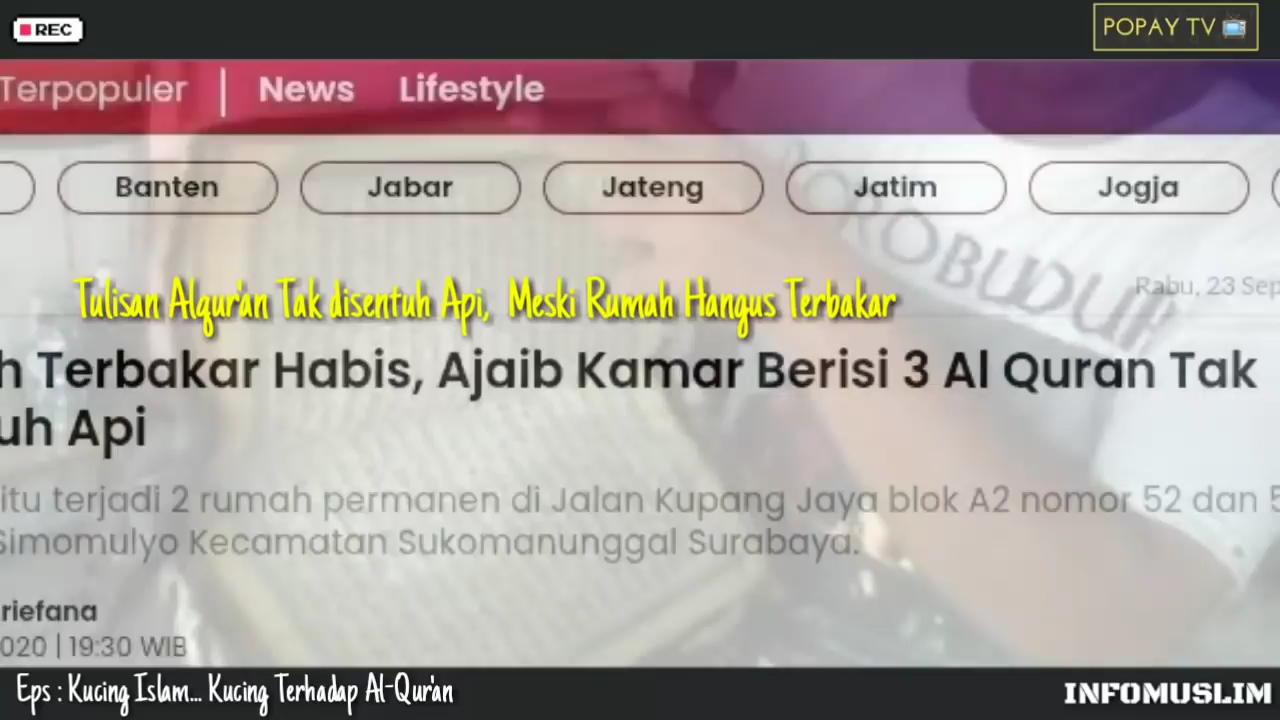 REC
POPAY TV
Terpopuler | News Lifestyle
Banten Jabar Jateng Jatim Jogja
OROBUDUR
Rabu, 23 Sep
Tulisan Alqur'an Tak disentuh Api, Meski Rumah Hangus Terbakar
h Terbakar Habis, Ajaib Kamar Berisi 3 Al Quran Tak
uh Api
itu terjadi 2 rumah permanen di Jalan Kupang Jaya blok A2 nomor 52 dan 5
Simomulyo Kecamatan Sukomanunggal Surabaya.
riefana
020 | 19:30 WIB
Eps : Kucing Islam... Kucing Terhadap Al-Qur'an
INFOMUSLIM